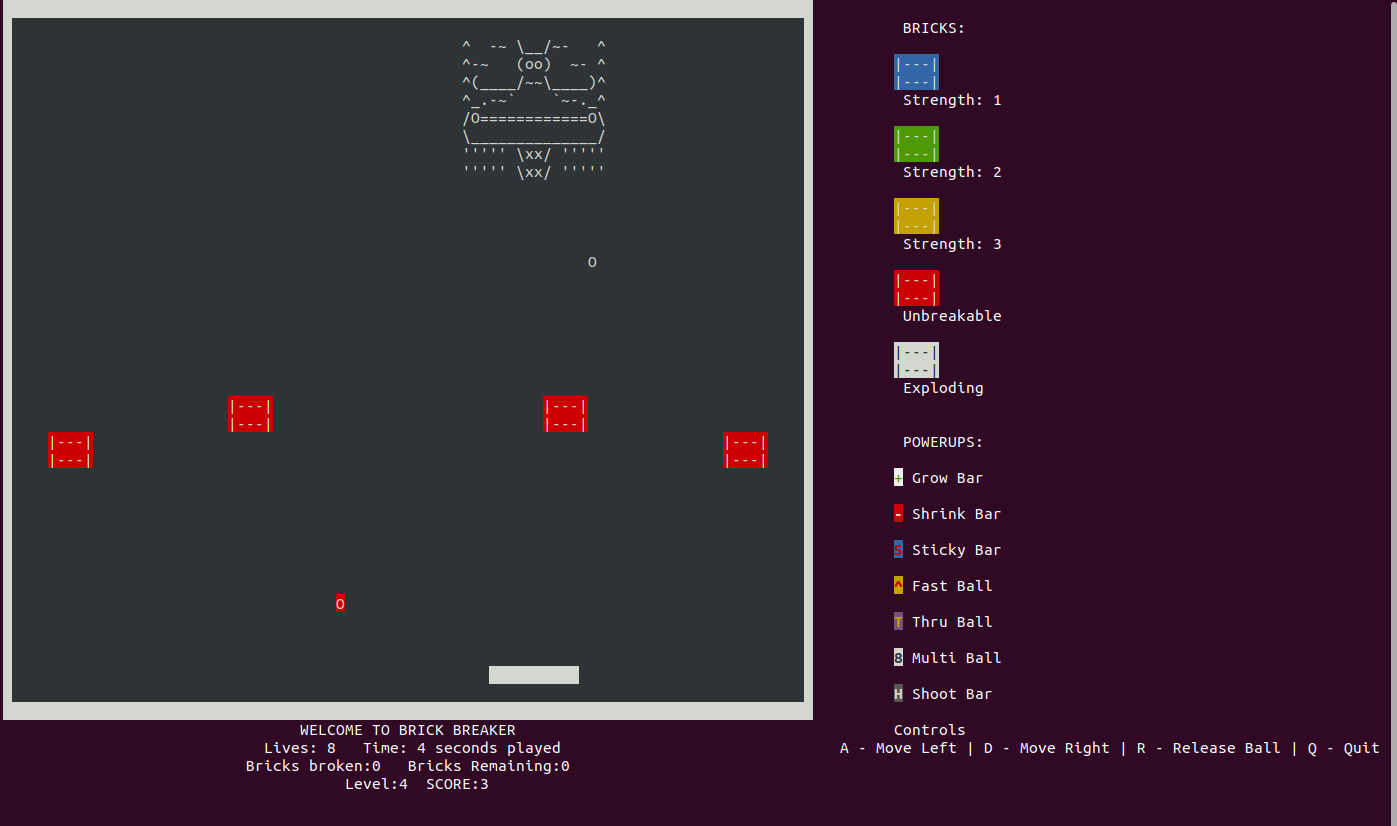 ^  -~ \__/~-   ^
^-~   (oo)  ~- ^
^(____/~~\____)^
^_.-~`    `~-._^
/O============O\
\______________/
''''' \xx/ '''''
''''' \xx/ '''''
O
|---| |---|
|---| |---|
|---| |---|
|---| |---|
O
WELCOME TO BRICK BREAKER
Lives: 8   Time: 4 seconds played
Bricks broken:0   Bricks Remaining:0
Level:4  SCORE:3
BRICKS:
|---|
|---|
Strength: 1
|---|
|---|
Strength: 2
|---|
|---|
Strength: 3
|---|
|---|
Unbreakable
|---|
|---|
Exploding
POWERUPS:
+ Grow Bar
- Shrink Bar
S Sticky Bar
^ Fast Ball
T Thru Ball
8 Multi Ball
H Shoot Bar
Controls
A - Move Left | D - Move Right | R - Release Ball | Q - Quit